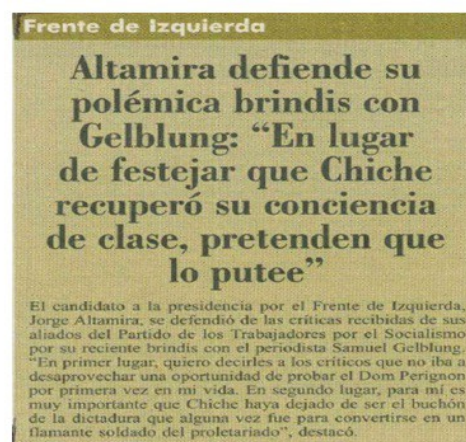 Frente de Izquierda
Altamira defiende su
polémica brindis con
Gelblung: “En lugar
de festejar que Chiche
recuperó su conciencia
de clase, pretenden que
lo putee”
El candidato a la presidencia por el Frente de Izquierda,
Jorge Altamira, se defendió de las críticas recibidas de sus
aliados del Partido de los Trabajadores por el Socialismo
por su reciente brindis con el periodista Samuel Gelblung.
“En primer lugar, quiero decirles a los críticos que no iba a
desaprovechar una oportunidad de probar el Dom Perignon
por primera vez en mi vida. En segundo lugar, para mí es
muy importante que Chiche haya dejado de ser el buchón
de la dictadura que alguna vez fue para convertirse en un
flamante soldado del proletariado”, destacó.